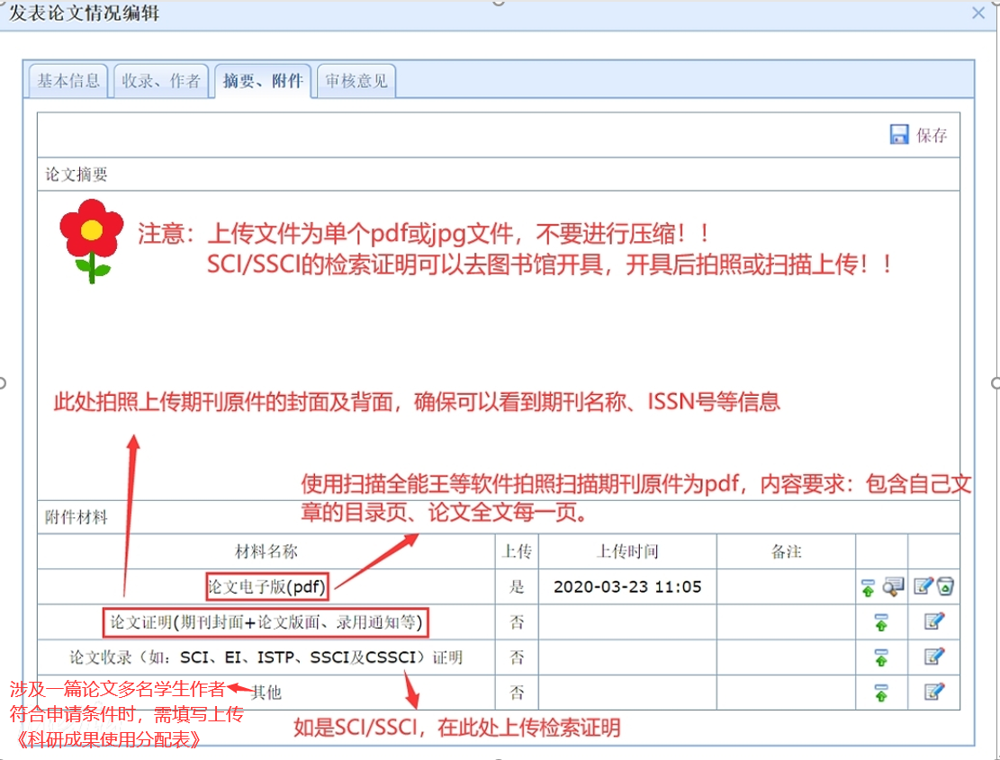 发表论文情况编辑
基本信息 收录、作者 摘要、附件 审核意见
保存
论文摘要
注意：上传文件为单个pdf或jpg文件，不要进行压缩！！
SCI/SSCI的检索证明可以去图书馆开具，开具后拍照或扫描上传！！
此处拍照上传期刊原件的封面及背面，确保可以看到期刊名称、ISSN号等信息
使用扫描全能王等软件拍照扫描期刊原件为pdf，内容要求：包含自己文
章的目录页、论文全文每一页。
附件材料
材料名称 上传 上传时间 备注
论文电子版(pdf) 是 2020-03-23 11:05
论文证明(期刊封面+论文版面、录用通知等) 否
论文收录（如：SCI、EI、ISTP、SSCI及CSSCI）证明 否
其他 否
涉及一篇论文多名学生作者
符合申请条件时，需填写上传
《科研成果使用分配表》
如是SCI/SSCI，在此处上传检索证明